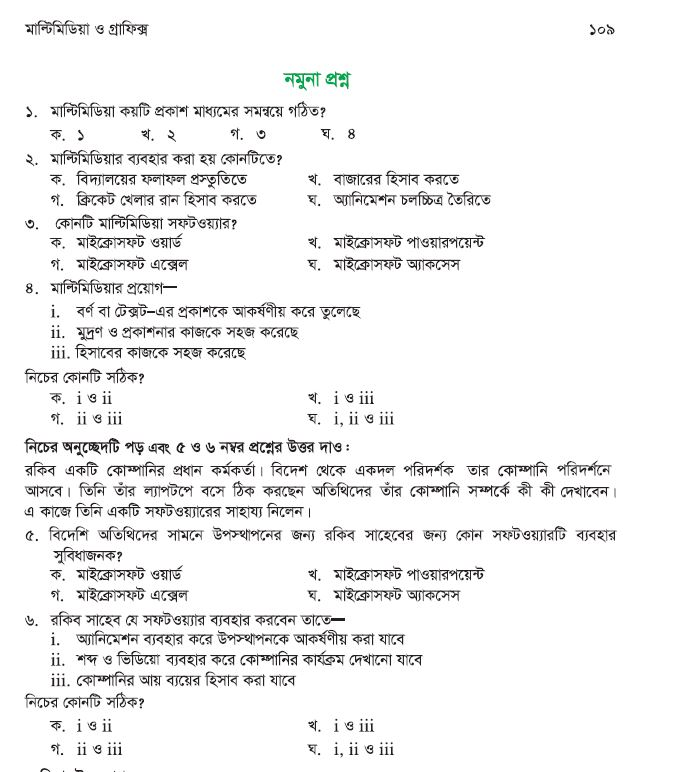 মাল্টিমিডিয়া ও গ্রাফিক্স ১০৯
নমুনা প্রশ্ন
১. মাল্টিমিডিয়া কয়টি প্রকাশ মাধ্যমের সমন্বয়ে গঠিত?
ক. ১ খ. ২ গ. ৩ ঘ. ৪
২. মাল্টিমিডিয়ার ব্যবহার করা হয় কোনটিতে?
ক. বিদ্যালয়ের ফলাফল প্রস্তুতিতে খ. বাজারের হিসাব করতে
গ. ক্রিকেট খেলার রান হিসাব করতে ঘ. অ্যানিমেশন চলচ্চিত্র তৈরিতে
৩. কোনটি মাল্টিমিডিয়া সফটওয়্যার?
ক. মাইক্রোসফট ওয়ার্ড খ. মাইক্রোসফট পাওয়ারপয়েন্ট
গ. মাইক্রোসফট এক্সেল ঘ. মাইক্রোসফট অ্যাকসেস
৪. মাল্টিমিডিয়ার প্রয়োগ—
i. বর্ণ বা টেক্সট–এর প্রকাশকে আকর্ষণীয় করে তুলেছে
ii. মুদ্রণ ও প্রকাশনার কাজকে সহজ করেছে
iii. হিসাবের কাজকে সহজ করেছে
নিচের কোনটি সঠিক?
ক. i ও ii খ. i ও iii
গ. ii ও iii ঘ. i, ii ও iii
নিচের অনুচ্ছেদটি পড় এবং ৫ ও ৬ নম্বর প্রশ্নের উত্তর দাও :
রকিব একটি কোম্পানির প্রধান কর্মকর্তা। বিদেশ থেকে একদল পরিদর্শক তার কোম্পানি পরিদর্শনে
আসবে। তিনি তাঁর ল্যাপটপে বসে ঠিক করছেন অতিথিদের তাঁর কোম্পানি সম্পর্কে কী কী দেখাবেন।
এ কাজে তিনি একটি সফটওয়্যারের সাহায্য নিলেন।
৫. বিদেশি অতিথিদের সামনে উপস্থাপনের জন্য রকিব সাহেবের জন্য কোন সফটওয়্যারটি ব্যবহার
সুবিধাজনক?
ক. মাইক্রোসফট ওয়ার্ড খ. মাইক্রোসফট পাওয়ারপয়েন্ট
গ. মাইক্রোসফট এক্সেল ঘ. মাইক্রোসফট অ্যাকসেস
৬. রকিব সাহেব যে সফটওয়্যার ব্যবহার করবেন তাতে—
i. অ্যানিমেশন ব্যবহার করে উপস্থাপনকে আকর্ষণীয় করা যাবে
ii. শব্দ ও ভিডিয়ো ব্যবহার করে কোম্পানির কার্যক্রম দেখানো যাবে
iii. কোম্পানির আয় ব্যয়ের হিসাব করা যাবে
নিচের কোনটি সঠিক?
ক. i ও ii খ. i ও iii
গ. ii ও iii ঘ. i, ii ও iii